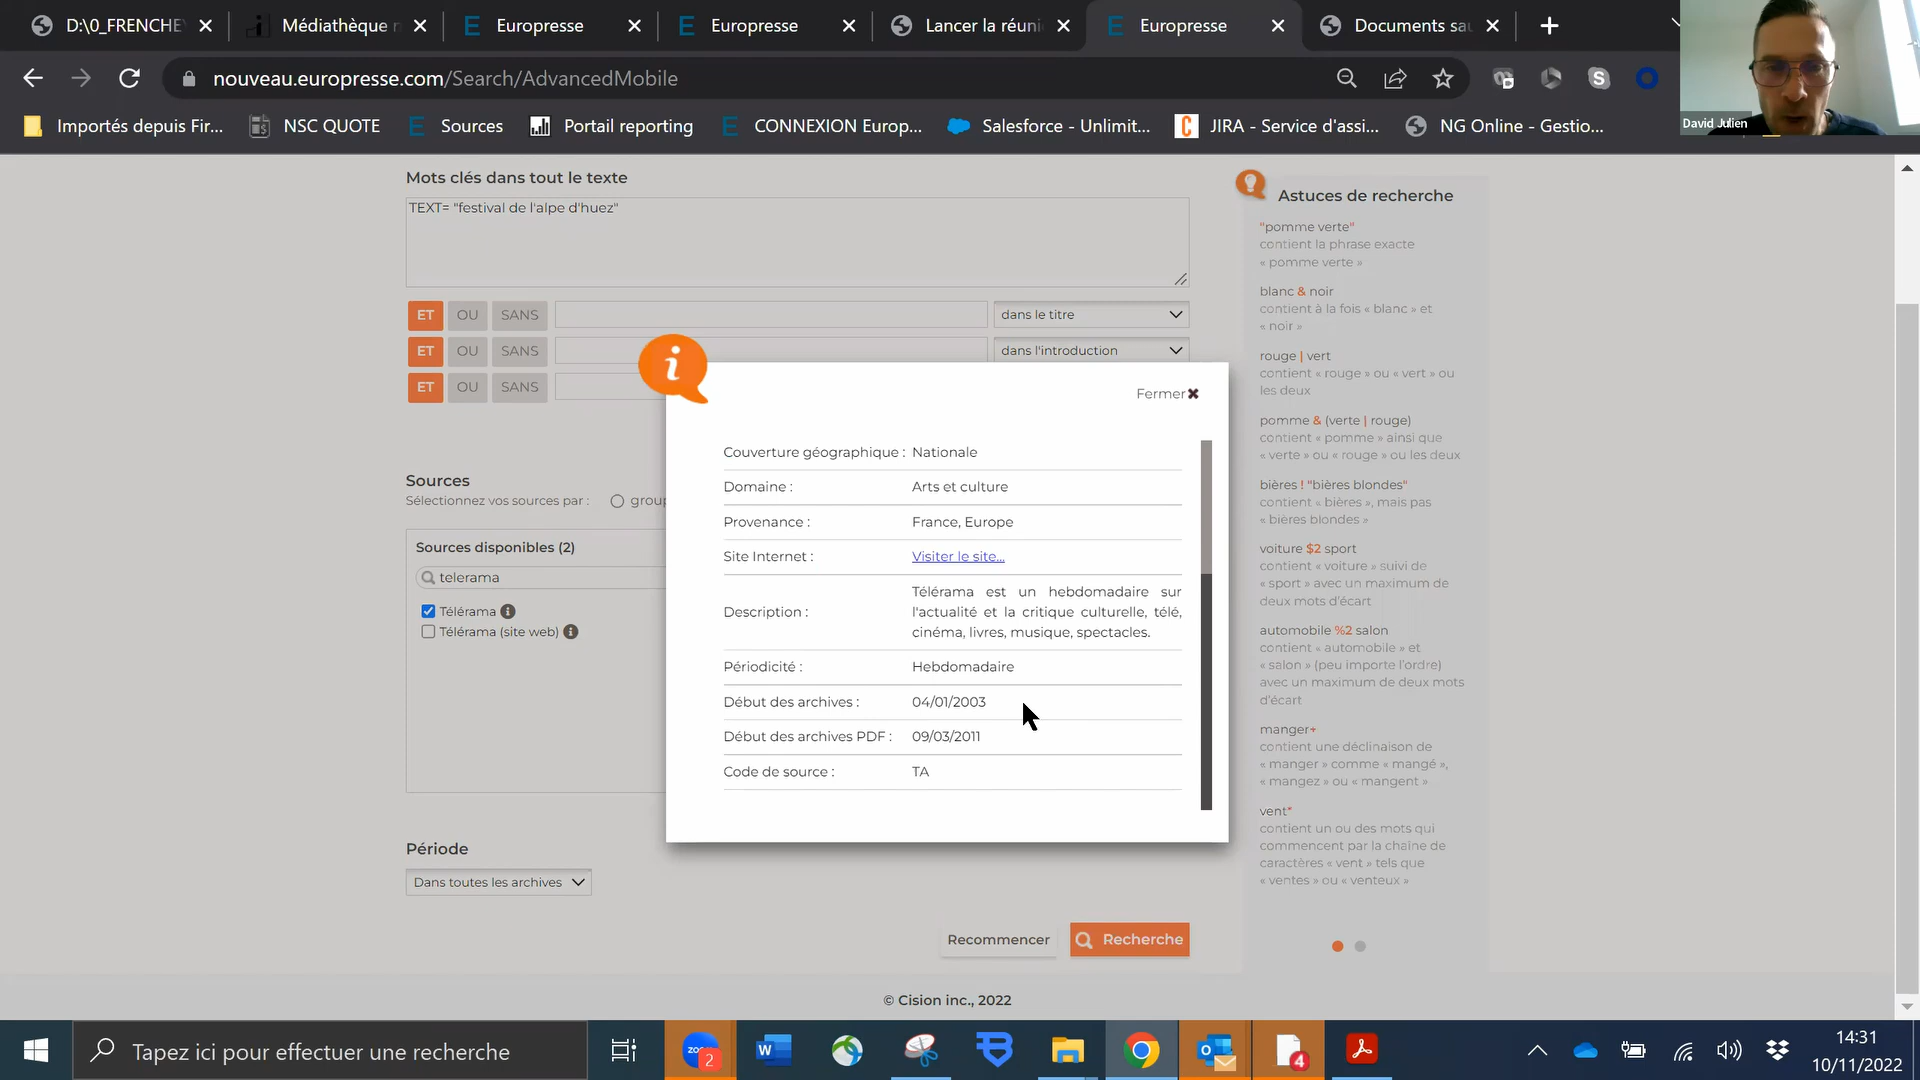 D:\0_FRENCHE
Médiathèque n
Europresse
Europresse
Lancer la réuni
Europresse
Documents sau
nouveau.europresse.com/Search/AdvancedMobile
Importés depuis Fir...
NSC QUOTE
Sources
Portail reporting
CONNEXION Europ...
Salesforce - Unlimit...
JIRA - Service d'assi...
NG Online - Gestio...
David Julien
Mots clés dans tout le texte
TEXT= "festival de l'alpe d'huez"
ET OU SANS dans le titre
ET OU SANS dans l'introduction
ET OU SANS
Sources
Sélectionnez vos sources par : group
Sources disponibles (2)
telerama
Télérama
Télérama (site web)
Période
Dans toutes les archives
Fermer
Couverture géographique : Nationale
Domaine : Arts et culture
Provenance : France, Europe
Site Internet : Visiter le site...
Description : Télérama est un hebdomadaire sur
l'actualité et la critique culturelle, télé,
cinéma, livres, musique, spectacles.
Périodicité : Hebdomadaire
Début des archives : 04/01/2003
Début des archives PDF : 09/03/2011
Code de source : TA
Recommencer
Recherche
Astuces de recherche
"pomme verte"
contient la phrase exacte
« pomme verte »
blanc & noir
contient à la fois « blanc » et
« noir »
rouge | vert
contient « rouge » ou « vert » ou
les deux
pomme & (verte | rouge)
contient « pomme » ainsi que
« verte » ou « rouge » ou les deux
bières ! "bières blondes"
contient « bières », mais pas
« bières blondes »
voiture $2 sport
contient « voiture » suivi de
« sport » avec un maximum de
deux mots d'écart
automobile %2 salon
contient « automobile » et
« salon » (peu importe l'ordre)
avec un maximum de deux mots
d'écart
manger+
contient une déclinaison de
« manger » comme « mangé »,
« mangez » ou « mangent »
vent*
contient un ou des mots qui
commencent par la chaîne de
caractères « vent » tels que
« ventes » ou « venteux »
© Cision inc., 2022
Tapez ici pour effectuer une recherche
zoom
2
W
4
14:31
10/11/2022